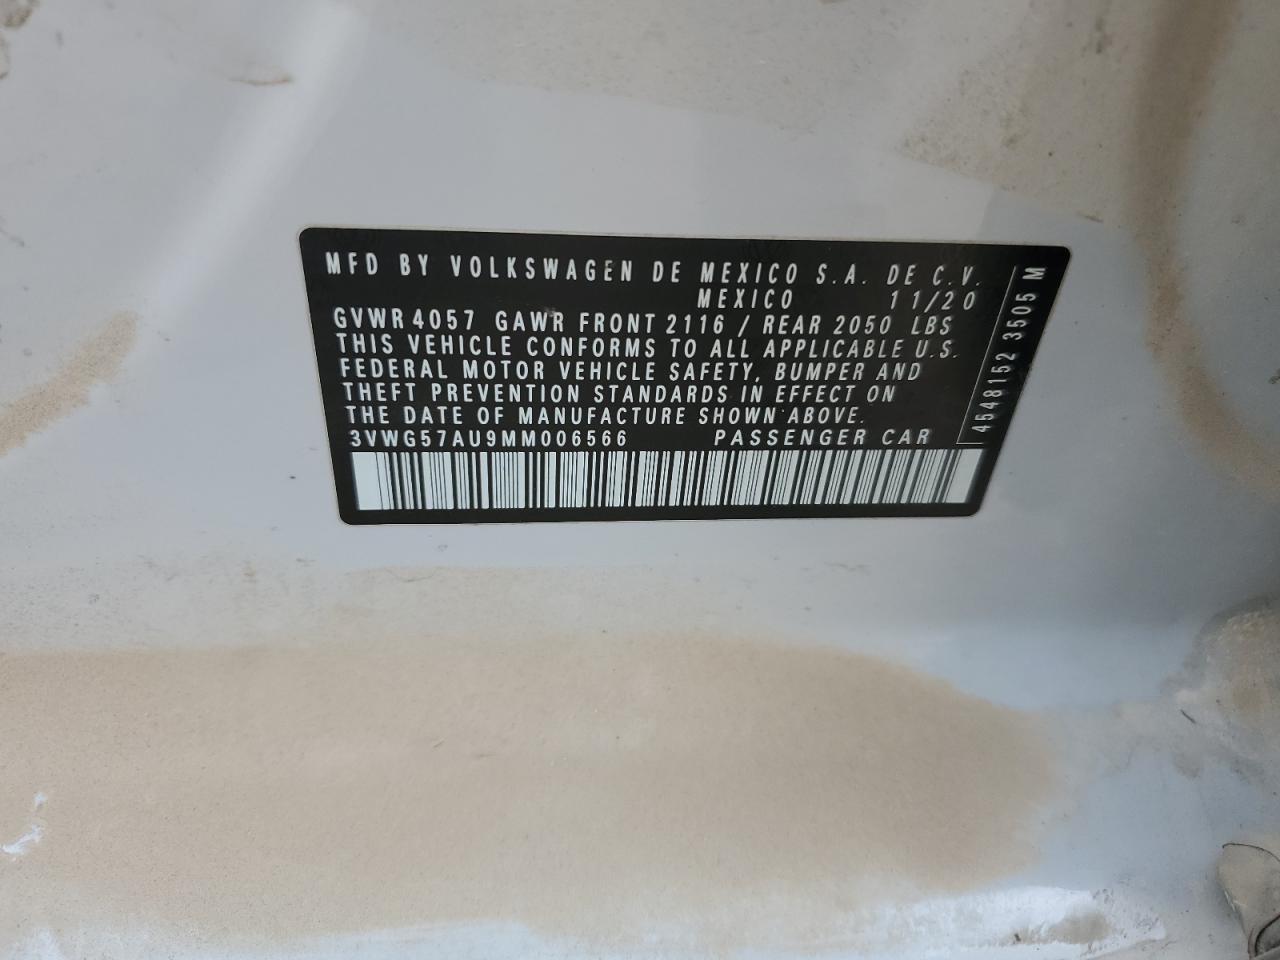 MFD BY VOLKSWAGEN DE MEXICO S.A. DE C.V.
MEXICO 11/20
GVWR 4057 GAWR FRONT 2116 / REAR 2050 LBS
THIS VEHICLE CONFORMS TO ALL APPLICABLE U.S.
FEDERAL MOTOR VEHICLE SAFETY, BUMPER AND
THEFT PREVENTION STANDARDS IN EFFECT ON
THE DATE OF MANUFACTURE SHOWN ABOVE.
3VWG57AU9MM006566 PASSENGER CAR
4548152 3505 M